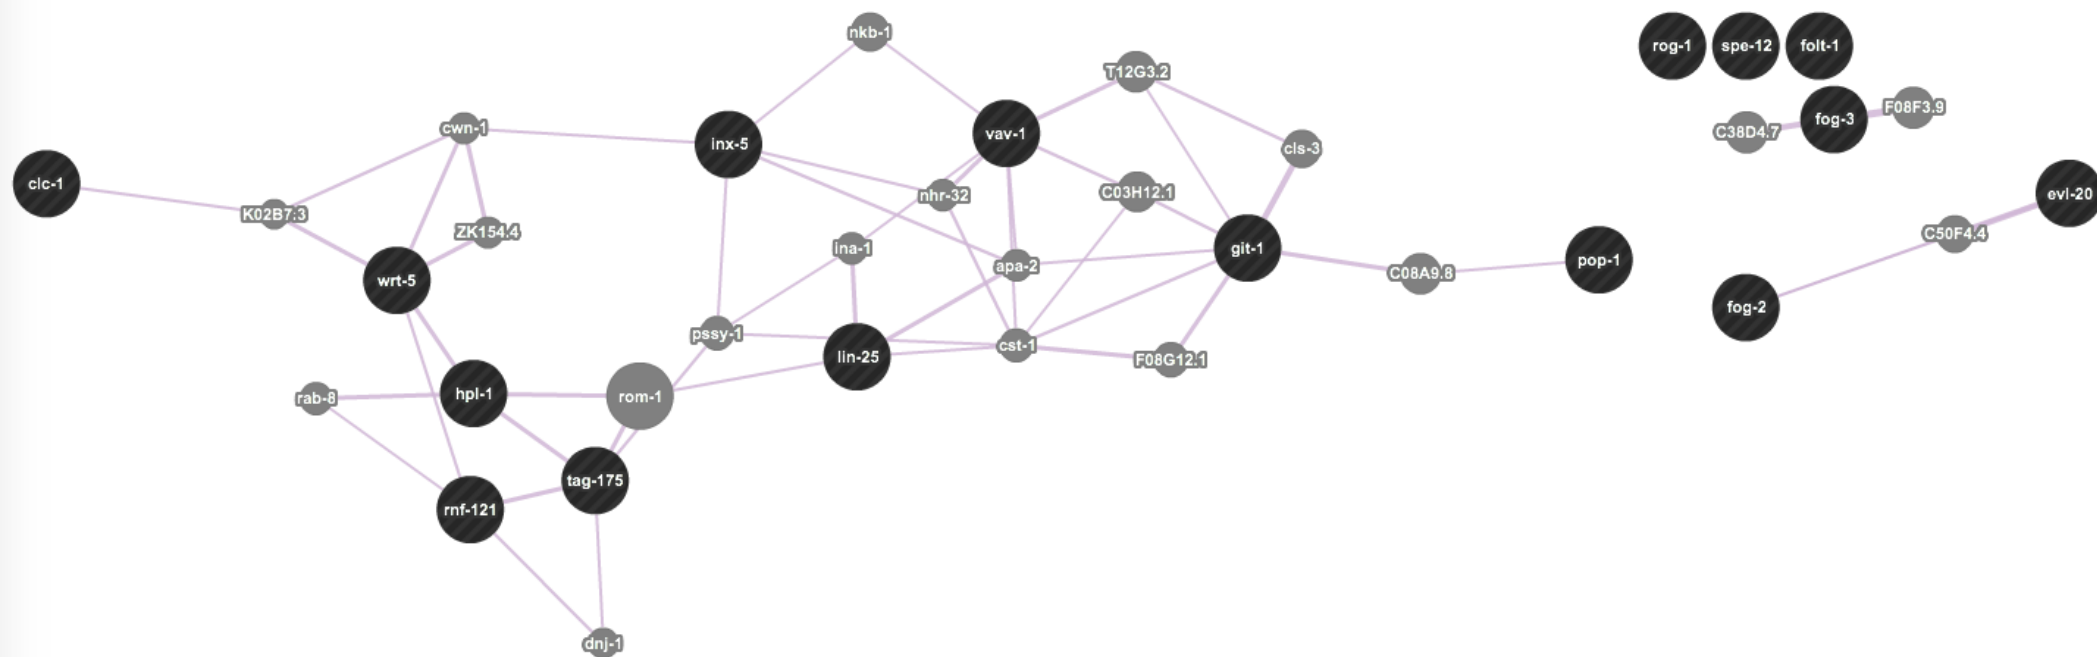 nkb-1
rog-1
spe-12
folt-1
T12G3.2
F08F3.9
fog-3
C38D4.7
cwn-1
vav-1
inx-5
cls-3
clc-1
nhr-32
C03H12.1
evl-20
K02B7.3
ZK154.4
C50F4.4
ina-1
git-1
pop-1
apa-2
C08A9.8
wrt-5
fog-2
pssy-1
cst-1
lin-25
F08G12.1
hpl-1
rom-1
rab-8
tag-175
rnf-121
dnj-1